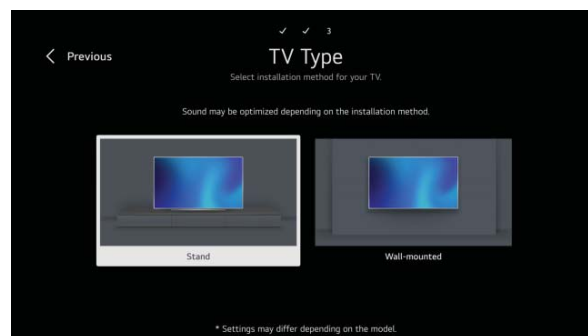 ✓ ✓ 3
Previous
TV Type
Select installation method for your TV.
Sound may be optimized depending on the installation method.
Stand
Wall-mounted
* Settings may differ depending on the model.